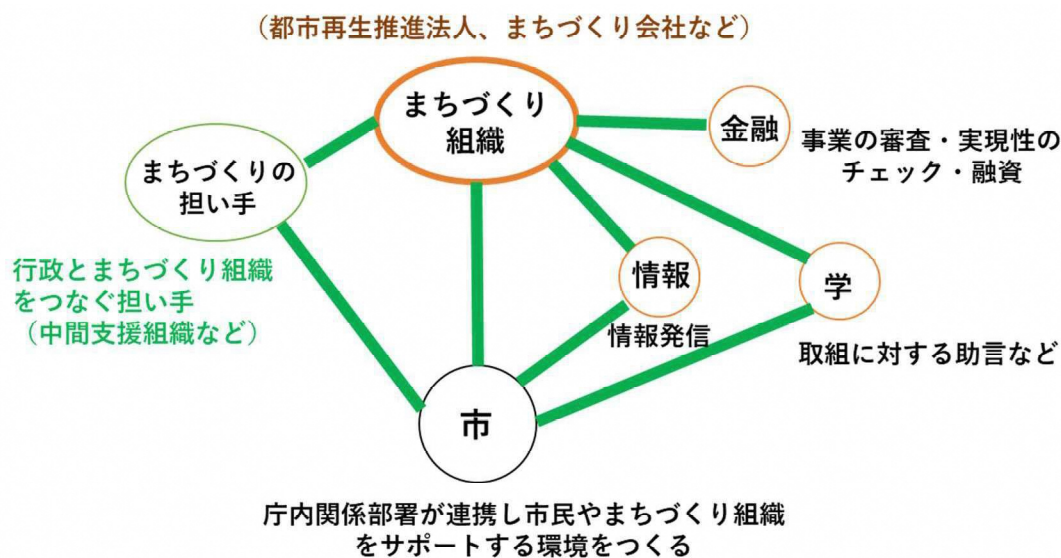 （都市再生推進法人、まちづくり会社など）
まちづくり
組織
金融
事業の審査・実現性の
チェック・融資
まちづくりの
担い手
行政とまちづくり組織
をつなぐ担い手
（中間支援組織など）
情報
情報発信
学
取組に対する助言など
市
庁内関係部署が連携し市民やまちづくり組織
をサポートする環境をつくる